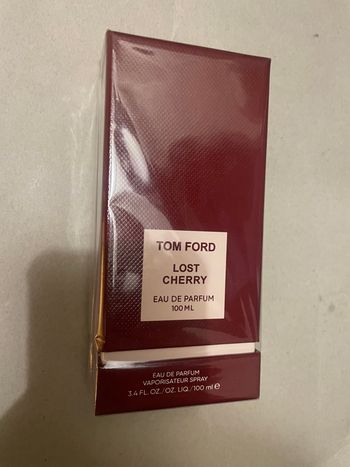 TOM FORD
LOST
CHERRY
EAU DE PARFUM
100 ML
EAU DE PARFUM
VAPORISATEUR SPRAY
3.4 FL. OZ./OZ. LIQ./100 ml ℮